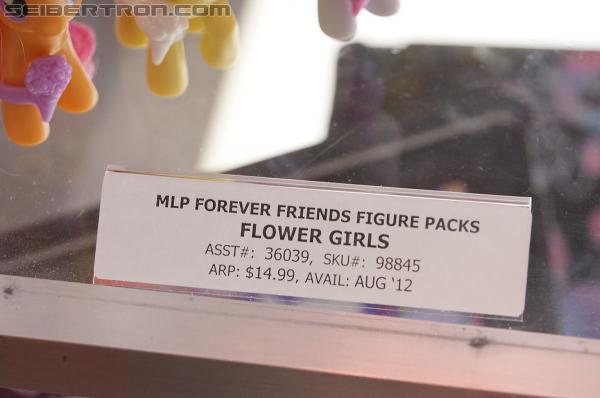 SEIBERTRON.COM
MLP FOREVER FRIENDS FIGURE PACKS
FLOWER GIRLS
ASST#: 36039, SKU#: 98845
ARP: $14.99, AVAIL: AUG ‘12